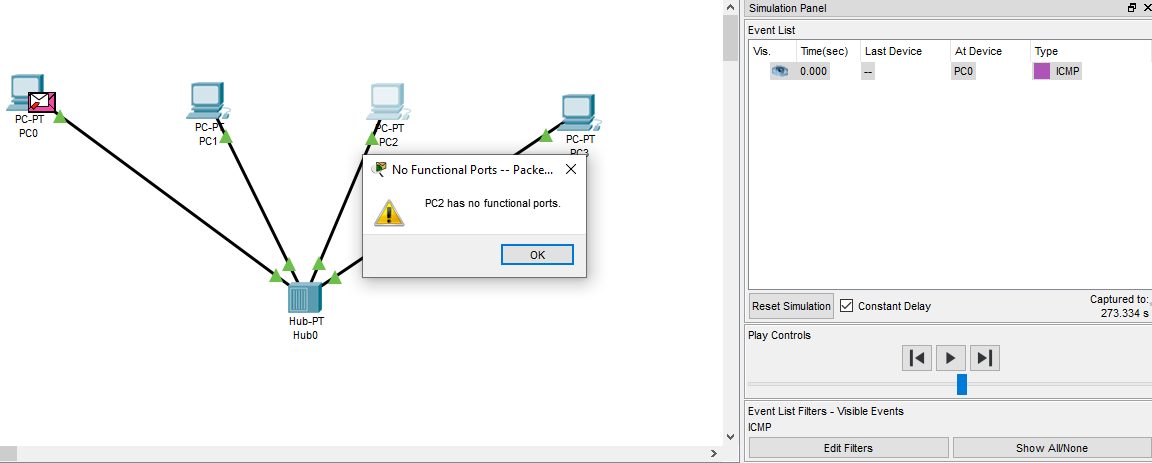 Simulation Panel
Event List
Vis. Time(sec) Last Device At Device Type
0.000 -- PC0 ICMP
PC-PT
PC0
PC-PT
PC1
PC-PT
PC2
PC-PT
PC3
No Functional Ports -- Packe...
PC2 has no functional ports.
OK
Hub-PT
Hub0
Reset Simulation Constant Delay
Captured to:
273.334 s
Play Controls
Event List Filters - Visible Events
ICMP
Edit Filters Show All/None